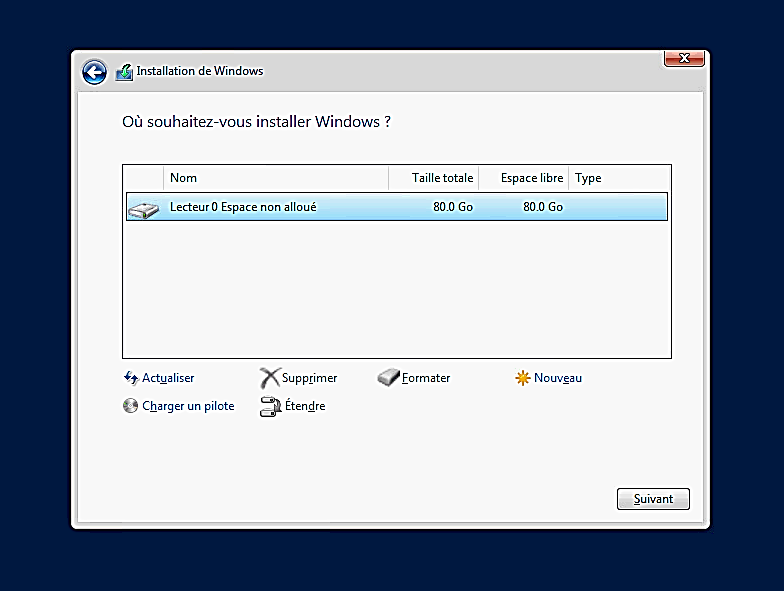 Installation de Windows
Où souhaitez-vous installer Windows ?
Nom Taille totale Espace libre Type
Lecteur 0 Espace non alloué 80.0 Go 80.0 Go
Actualiser Supprimer Formater Nouveau
Charger un pilote Étendre
Suivant